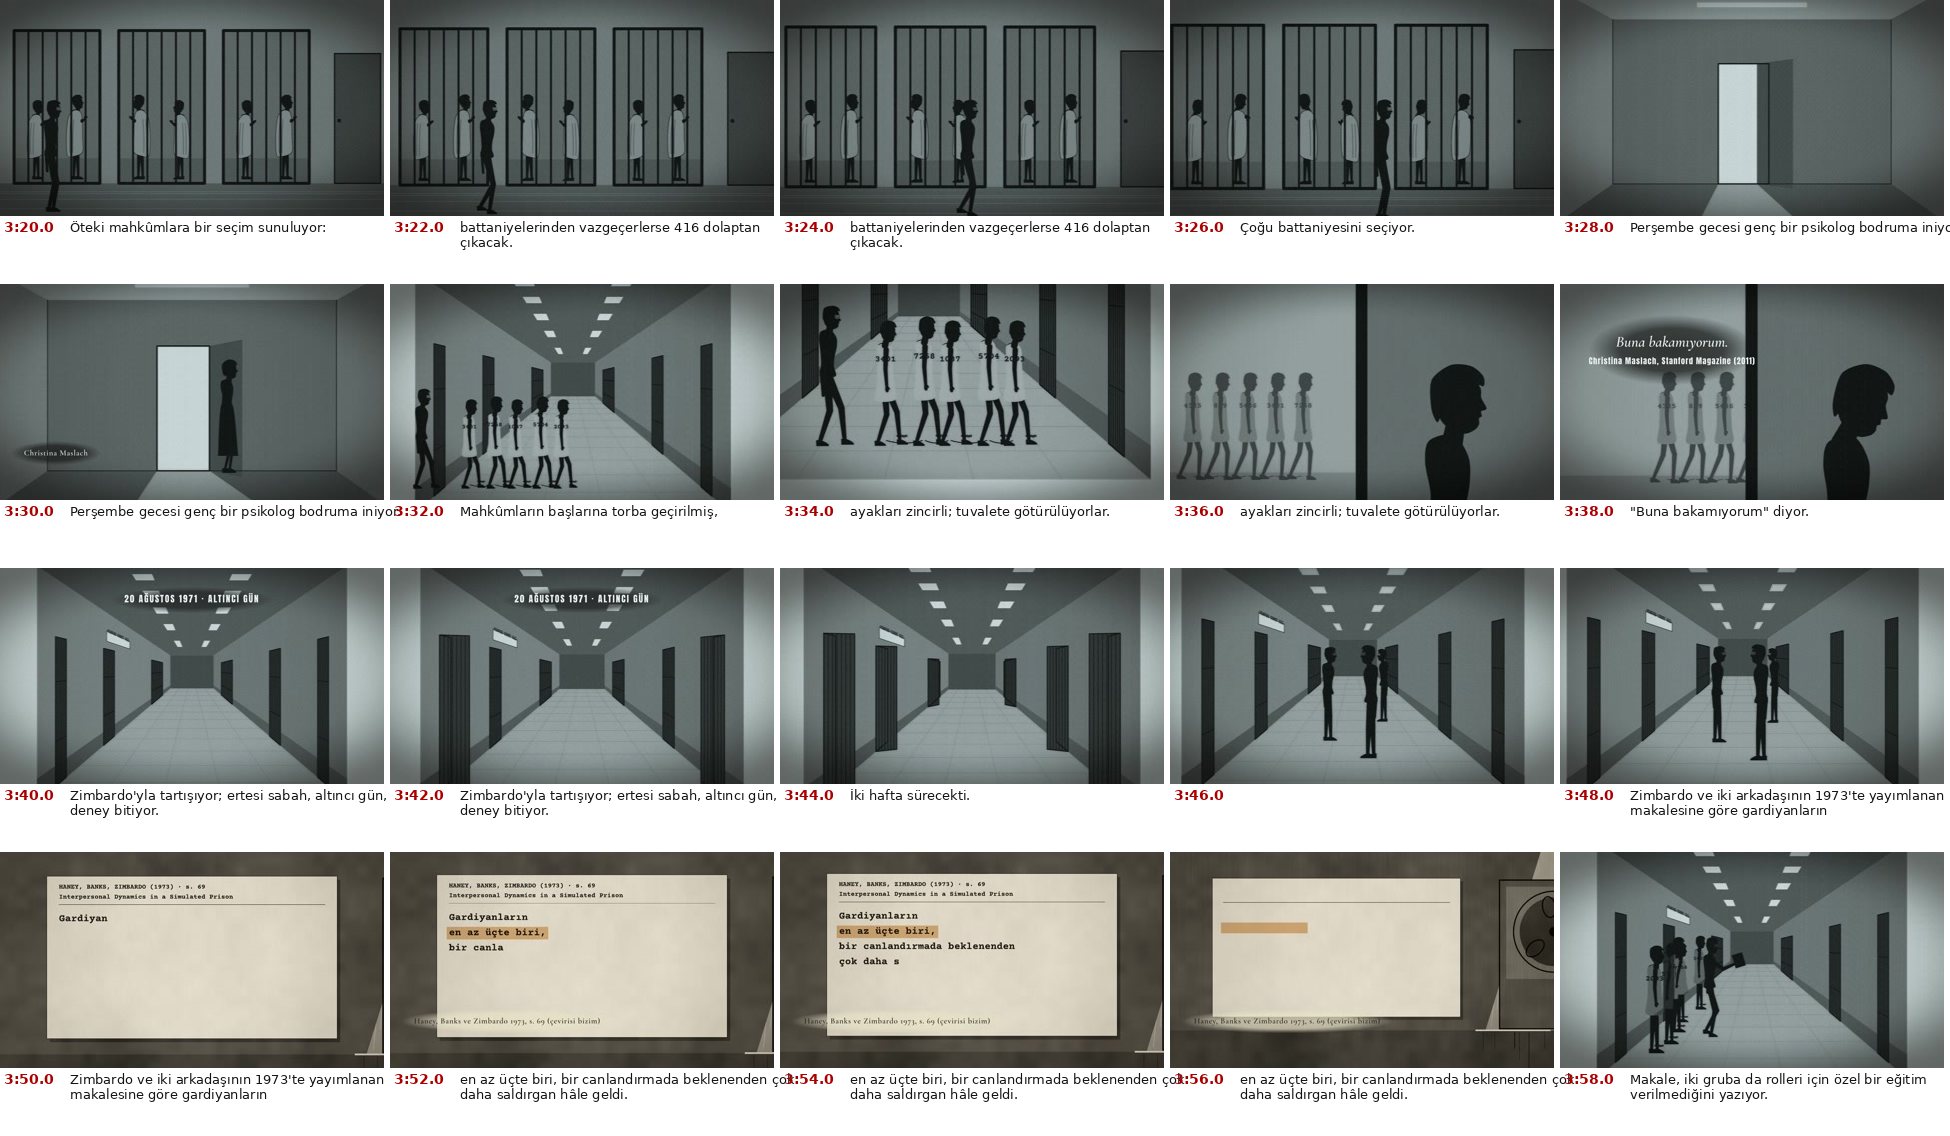 3:20.0 Öteki mahkûmlara bir seçim sunuluyor:
3:22.0 battaniyelerinden vazgeçerlerse 416 dolaptan
çıkacak.
3:24.0 battaniyelerinden vazgeçerlerse 416 dolaptan
çıkacak.
3:26.0 Çoğu battaniyesini seçiyor.
3:28.0 Perşembe gecesi genç bir psikolog bodruma
Christina Maslach
3:30.0 Perşembe gecesi genç bir psikolog bodruma iniyor
3401 7258 1037 5704 2093
3:32.0 Mahkûmların başlarına torba geçirilmiş,
3401 7258 1037 5704 2093
3:34.0 ayakları zincirli; tuvalete götürülüyorlar.
3:36.0 ayakları zincirli; tuvalete götürülüyorlar.
Buna bakamıyorum.
Christina Maslach, Stanford Magazine (2011)
3:38.0 "Buna bakamıyorum" diyor.
20 AĞUSTOS 1971 · ALTINCI GÜN
3:40.0 Zimbardo'yla tartışıyor; ertesi sabah, altıncı gün,
deney bitiyor.
20 AĞUSTOS 1971 · ALTINCI GÜN
3:42.0 Zimbardo'yla tartışıyor; ertesi sabah, altıncı gün,
deney bitiyor.
3:44.0 İki hafta sürecekti.
3:46.0
3:48.0 Zimbardo ve iki arkadaşının 1973'te yayımlanan
makalesine göre gardiyanların
HANEY, BANKS, ZIMBARDO (1973) · s. 69
Interpersonal Dynamics in a Simulated Prison
Gardiyan
3:50.0 Zimbardo ve iki arkadaşının 1973'te yayımlanan
makalesine göre gardiyanların
HANEY, BANKS, ZIMBARDO (1973) · s. 69
Interpersonal Dynamics in a Simulated Prison
Gardiyanların
en az üçte biri,
bir canla
Haney, Banks ve Zimbardo 1973, s. 69 (çevirisi bizim)
3:52.0 en az üçte biri, bir canlandırmada beklenenden çok
daha saldırgan hâle geldi.
HANEY, BANKS, ZIMBARDO (1973) · s. 69
Interpersonal Dynamics in a Simulated Prison
Gardiyanların
en az üçte biri,
bir canlandırmada beklenenden
çok daha s
Haney, Banks ve Zimbardo 1973, s. 69 (çevirisi bizim)
3:54.0 en az üçte biri, bir canlandırmada beklenenden çok
daha saldırgan hâle geldi.
Haney, Banks ve Zimbardo 1973, s. 69 (çevirisi bizim)
3:56.0 en az üçte biri, bir canlandırmada beklenenden çok
daha saldırgan hâle geldi.
3:58.0 Makale, iki gruba da rolleri için özel bir eğitim
verilmediğini yazıyor.